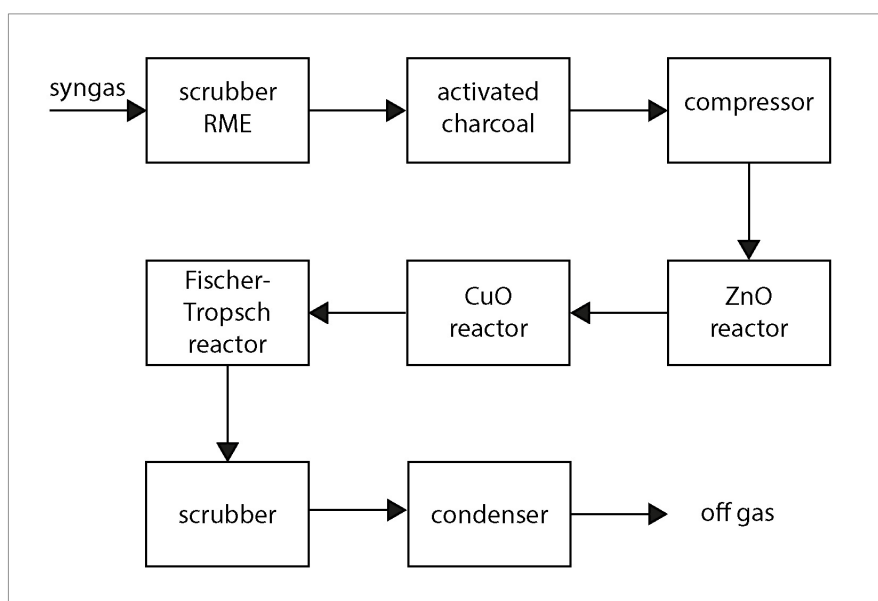 syngas
scrubber
RME
activated
charcoal
compressor
Fischer-
Tropsch
reactor
CuO
reactor
ZnO
reactor
scrubber
condenser
off gas